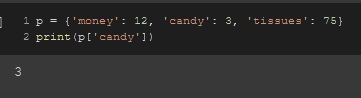 1 p = {'money': 12, 'candy': 3, 'tissues': 75}
2 print(p['candy'])
3